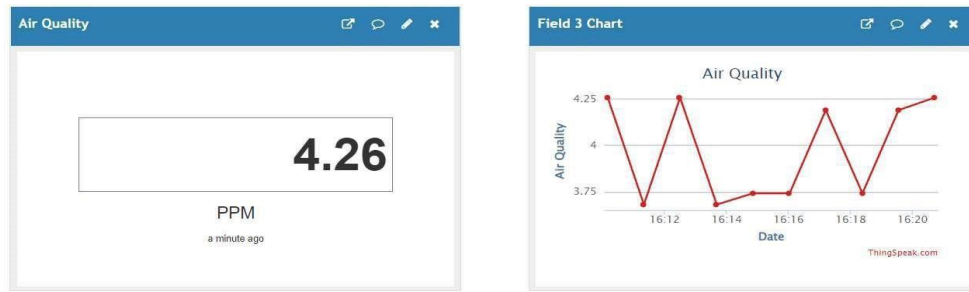 Air Quality
4.26
PPM
a minute ago
Field 3 Chart
Air Quality
Air Quality
4.25
4
3.75
16:12 16:14 16:16 16:18 16:20
Date
ThingSpeak.com